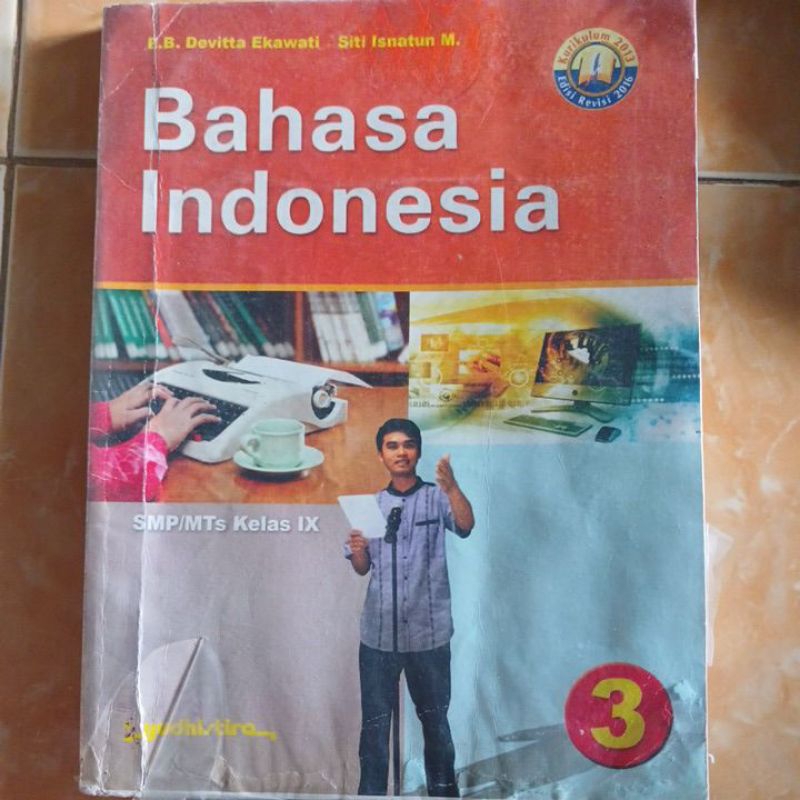 B. Devitta Ekawati Siti Isnatun M.
Kurikulum 2013
Edisi Revisi 2016
Bahasa
Indonesia
SMP/MTs Kelas IX
yudhistira
3